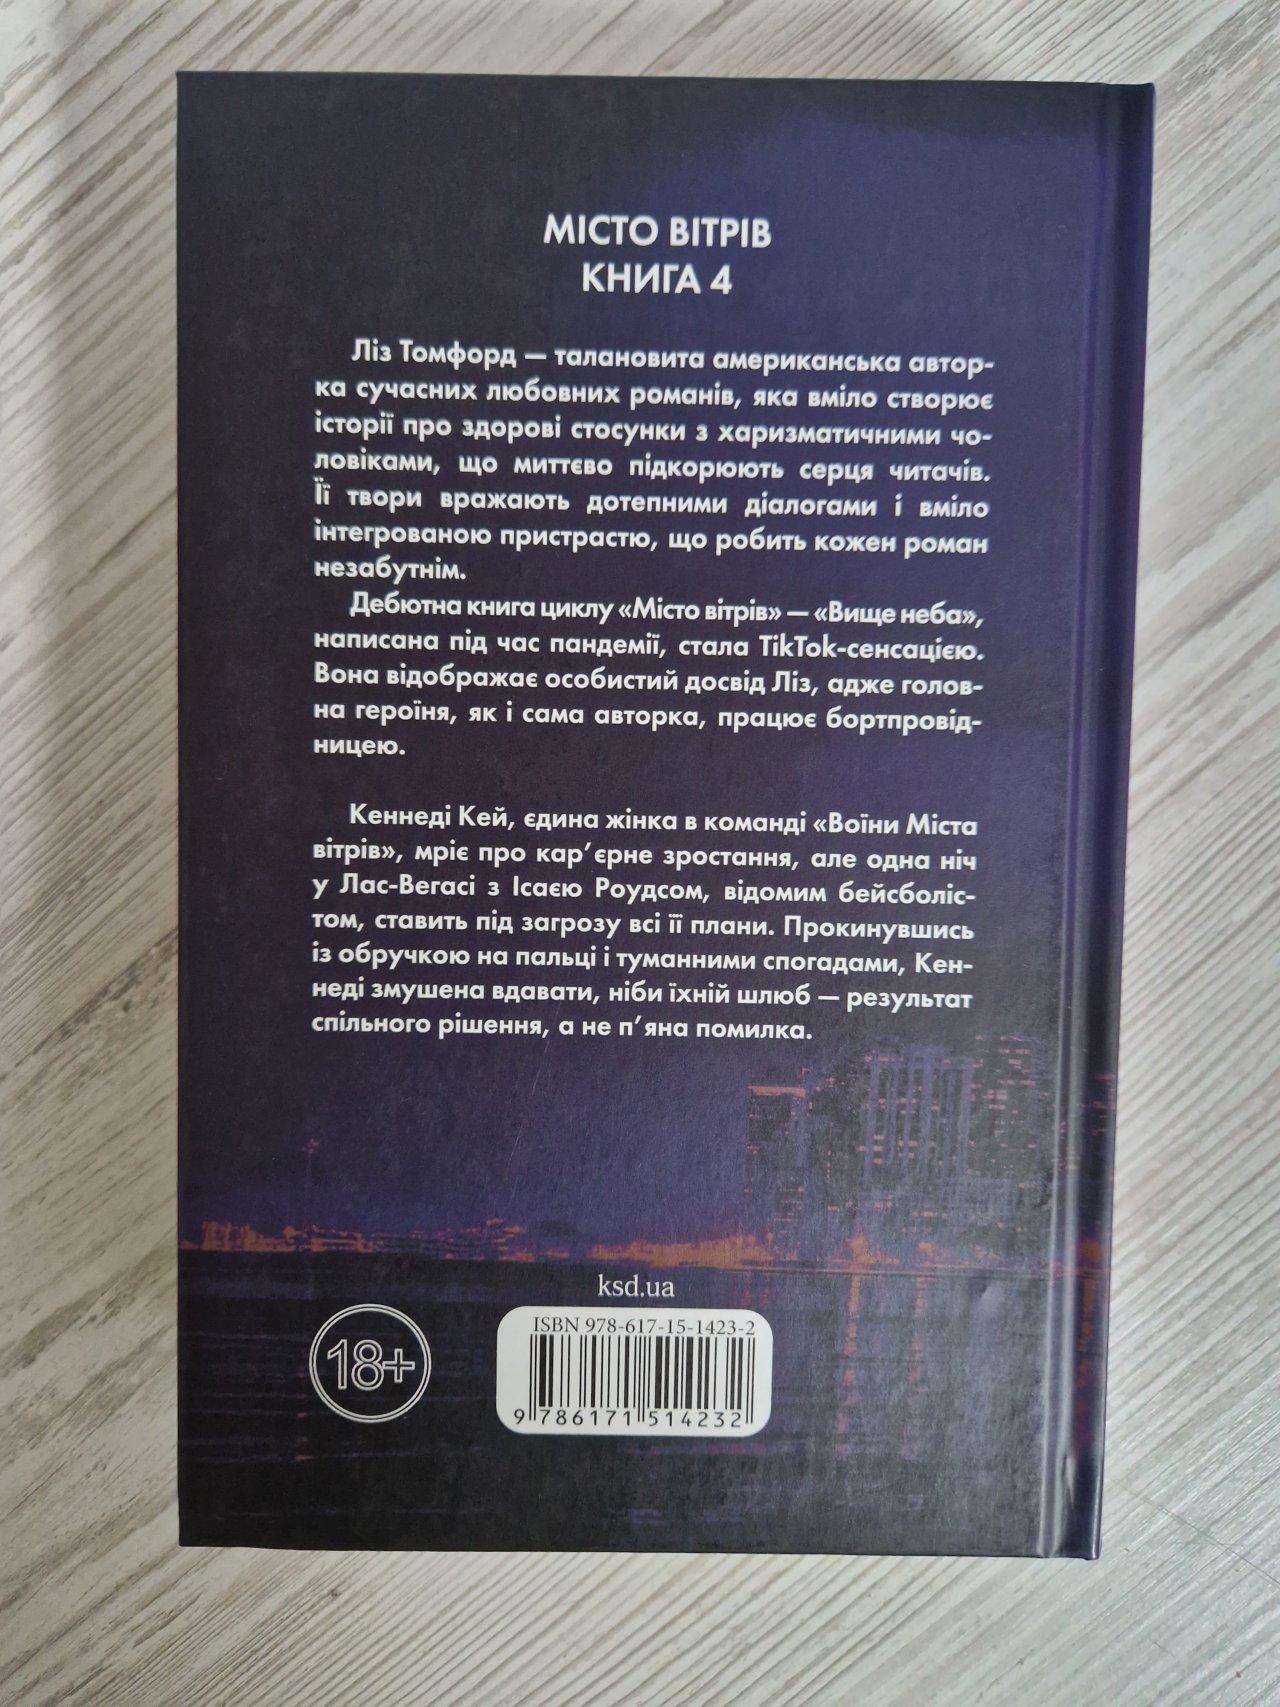 МІСТО ВІТРІВ
КНИГА 4
Ліз Томфорд — талановита американська автор-
ка сучасних любовних романів, яка вміло створює
історії про здорові стосунки з харизматичними чо-
ловіками, що миттєво підкорюють серця читачів.
Її твори вражають дотепними діалогами і вміло
інтегрованою пристрастю, що робить кожен роман
незабутнім.
Дебютна книга циклу «Місто вітрів» — «Вище неба»,
написана під час пандемії, стала TikTok-сенсацією.
Вона відображає особистий досвід Ліз, адже голов-
на героїня, як і сама авторка, працює бортпровід-
ницею.
Кеннеді Кей, єдина жінка в команді «Воїни Міста
вітрів», мріє про кар’єрне зростання, але одна ніч
у Лас-Вегасі з Ісаєю Роудсом, відомим бейсболіс-
том, ставить під загрозу всі її плани. Прокинувшись
із обручкою на пальці і туманними спогадами, Кен-
неді змушена вдавати, ніби їхній шлюб — результат
спільного рішення, а не п’яна помилка.
ksd.ua
18+
ISBN 978-617-15-1423-2
9 786171 514232